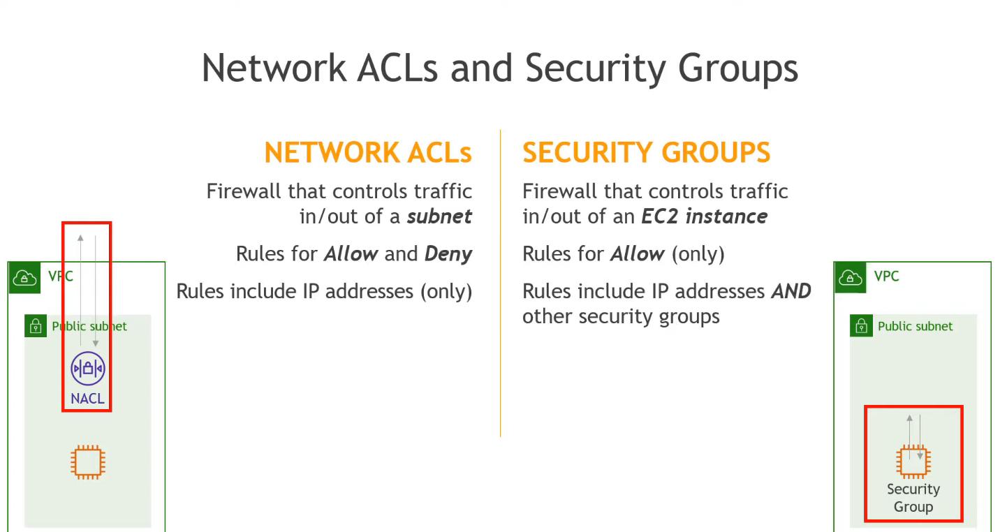 Network ACLs and Security Groups
NETWORK ACLs
Firewall that controls traffic
in/out of a subnet
Rules for Allow and Deny
Rules include IP addresses (only)
SECURITY GROUPS
Firewall that controls traffic
in/out of an EC2 instance
Rules for Allow (only)
Rules include IP addresses AND
other security groups
VPC
Public subnet
NACL
VPC
Public subnet
Security
Group